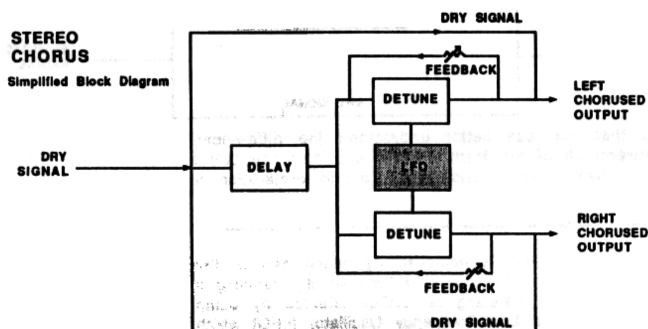 STEREO
CHORUS
Simplified Block Diagram
DRY SIGNAL
FEEDBACK
DETUNE
LEFT
CHORUSED
OUTPUT
DRY
SIGNAL
DELAY
LFO
DETUNE
RIGHT
CHORUSED
OUTPUT
FEEDBACK
DRY SIGNAL